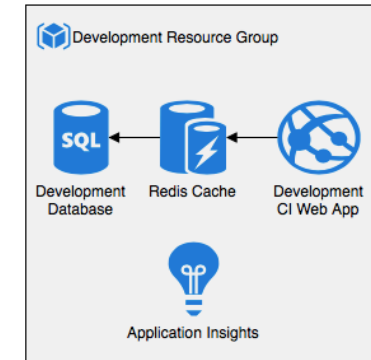 Development Resource Group
SQL
Development
Database
Redis Cache
Development
CI Web App
Application Insights